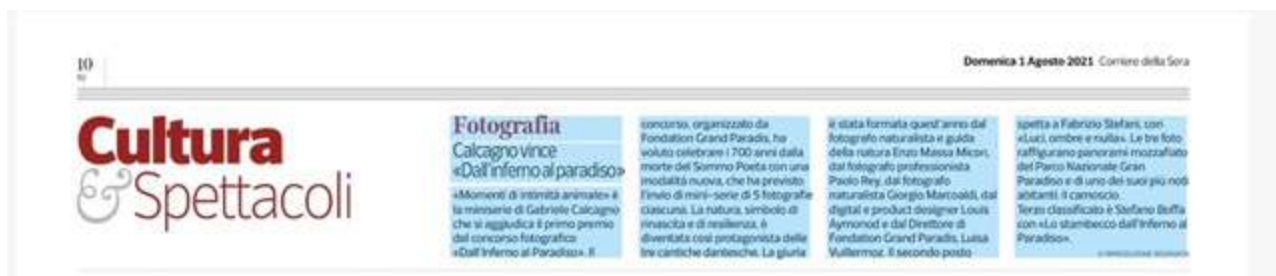 10
Domenica 1 Agosto 2021 Corriere della Sera
Cultura
& Spettacoli
Fotografia
Calcagno vince
«Dall'inferno al paradiso»
«Momenti di intimità animale» è
la miniserie di Gabriele Calcagno
che si aggiudica il primo premio
del concorso fotografico
«Dall'Inferno al Paradiso». Il
concorso, organizzato da
Fondation Grand Paradis, ha
voluto celebrare i 700 anni dalla
morte del Sommo Poeta con una
modalità nuova, che ha previsto
l'invio di mini-serie di 5 fotografie
ciascuna. La natura, simbolo di
rinascita e di resilienza, è
diventata così protagonista delle
tre cantiche dantesche. La giuria
è stata formata quest'anno dal
fotografo naturalista e guida
della natura Enzo Massa Micon,
dal fotografo professionista
Paolo Rey, dal fotografo
naturalista Giorgio Marcoaldi, dal
digital e product designer Louis
Aymonod e dal Direttore di
Fondation Grand Paradis, Luisa
Vuillermoz. Il secondo posto
spetta a Fabrizio Stefani, con
«Luci, ombre e nulla». Le tre foto
raffigurano panorami mozzafiato
del Parco Nazionale Gran
Paradiso e di uno dei suoi più noti
abitanti, il camoscio.
Terzo classificato è Stefano Boffa
con «Lo stambecco dall'Inferno al
Paradiso».
© RIPRODUZIONE RISERVATA